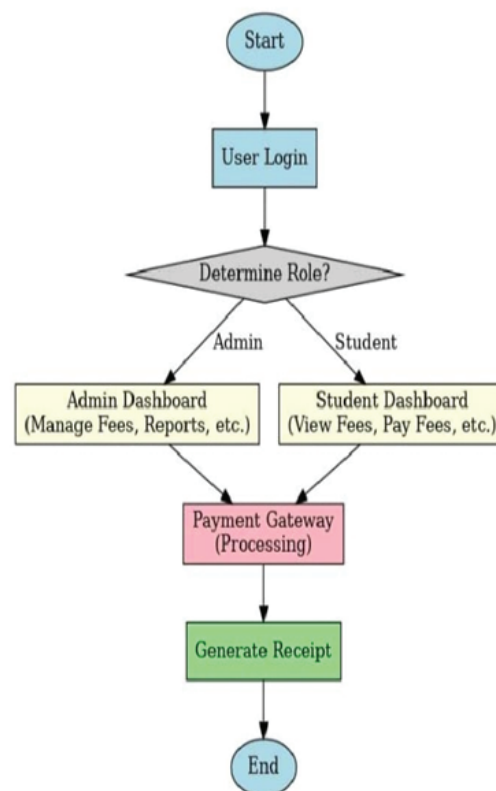 Start
User Login
Determine Role?
Admin
Student
Admin Dashboard
(Manage Fees, Reports, etc.)
Student Dashboard
(View Fees, Pay Fees, etc.)
Payment Gateway
(Processing)
Generate Receipt
End